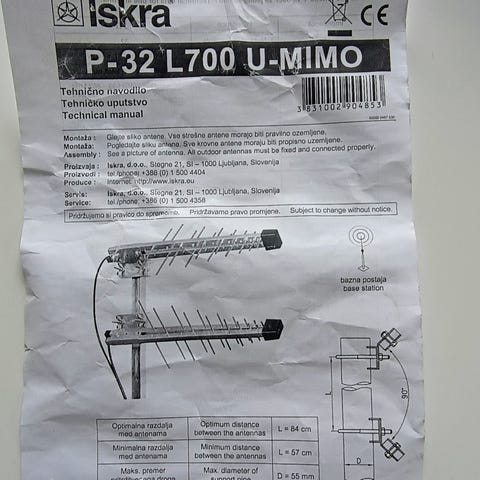 iskra
CE
P-32 L700 U-MIMO
Tehnično navodilo
Tehničko uputstvo
Technical manual
3831002904853
Montaža : Glejte sliko antene. Vse strešne antene morajo biti pravilno ozemljene.
Montaža: Pogledajte sliku antene. Sve krovne antene moraju biti propisno uzemljene.
Assembly : See a picture of antenna. All outdoor antennas must be fixed and connected properly.
Proizvaja : Iskra, d.o.o., Stegne 21, SI – 1000 Ljubljana, Slovenija
Proizvodi : tel./phone: +386 (0) 1 500 4404
Produce : Internet: http://www.iskra.eu
Servis: Iskra, d.o.o., Stegne 21, SI – 1000 Ljubljana, Slovenija
Service: tel./phone: +386 (0) 1 500 4358
Pridržujemo si pravico do sprememb. Pridržavamo pravo promjene. Subject to change without notice.
bazna postaja
base station
90°
L
D
Optimalna razdalja med antenama
Optimum distance between the antennas
L = 84 cm
Minimalna razdalja med antenama
Minimum distance between the antennas
L = 57 cm
Maks. premer
Max. diameter of
D = 55 mm